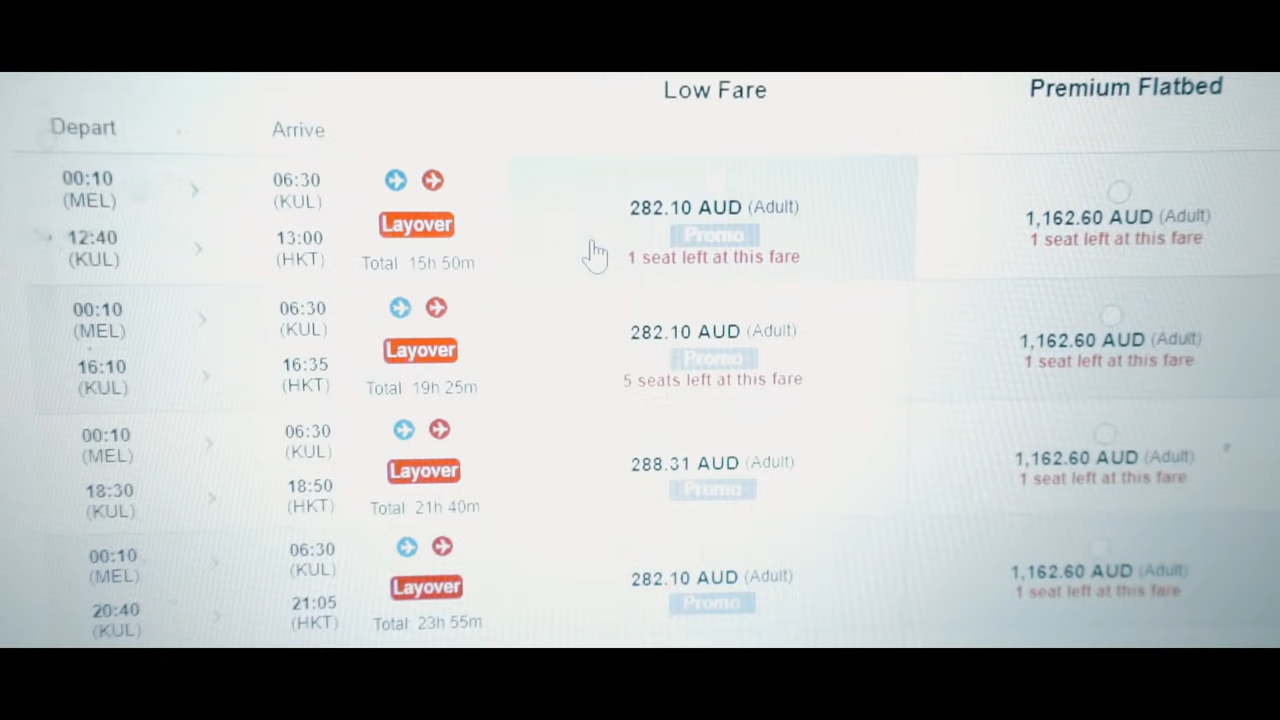 Low Fare Premium Flatbed
Depart Arrive
00:10 06:30
(MEL) (KUL)
12:40 13:00
(KUL) (HKT)
Layover
Total 15h 50m
282.10 AUD (Adult)
Promo
1 seat left at this fare
1,162.60 AUD (Adult)
1 seat left at this fare
00:10 06:30
(MEL) (KUL)
16:10 16:35
(KUL) (HKT)
Layover
Total 19h 25m
282.10 AUD (Adult)
Promo
5 seats left at this fare
1,162.60 AUD (Adult)
1 seat left at this fare
00:10 06:30
(MEL) (KUL)
18:30 18:50
(KUL) (HKT)
Layover
Total 21h 40m
288.31 AUD (Adult)
Promo
1,162.60 AUD (Adult)
1 seat left at this fare
00:10 06:30
(MEL) (KUL)
20:40 21:05
(KUL) (HKT)
Layover
Total 23h 55m
282.10 AUD (Adult)
Promo
1,162.60 AUD (Adult)
1 seat left at this fare